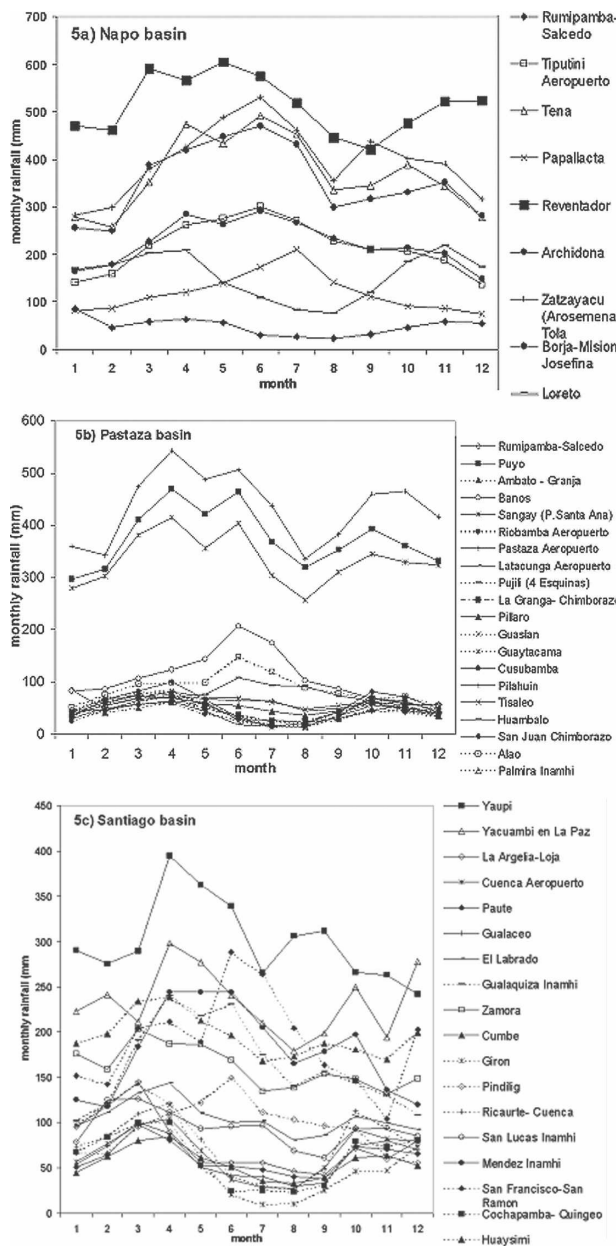 5a) Napo basin
monthly rainfall (mm
700
600
500
400
300
200
100
0
1 2 3 4 5 6 7 8 9 10 11 12
month
Rumipamba-
Salcedo
Tiputini
Aeropuerto
Tena
Papallacta
Reventador
Archidona
Zatzayacu
(Arosemena
Tola
Borja-Mision
Josefina
Loreto
5b) Pastaza basin
monthly rainfall (mm)
600
500
400
300
200
100
0
1 2 3 4 5 6 7 8 9 10 11 12
month
Rumipamba-Salcedo
Puyo
Ambato - Granja
Banos
Sangay (P.Santa Ana)
Riobamba Aeropuerto
Pastaza Aeropuerto
Latacunga Aeropuerto
Pujili (4 Esquinas)
La Granga- Chimborazo
Pillaro
Guaslan
Guaytacama
Cusubamba
Pilahuin
Tisaleo
Huambalo
San Juan Chimborazo
Alao
Palmira Inamhi
5c) Santiago basin
monthly rainfall (mm
450
400
350
300
250
200
150
100
50
0
1 2 3 4 5 6 7 8 9 10 11 12
month
Yaupi
Yacuambi en La Paz
La Argelia-Loja
Cuenca Aeropuerto
Paute
Gualaceo
El Labrado
Gualaquiza Inamhi
Zamora
Cumbe
Giron
Pindilig
Ricaurte- Cuenca
San Lucas Inamhi
Mendez Inamhi
San Francisco-San
Ramon
Cochapamba- Quingeo
Huaysimi